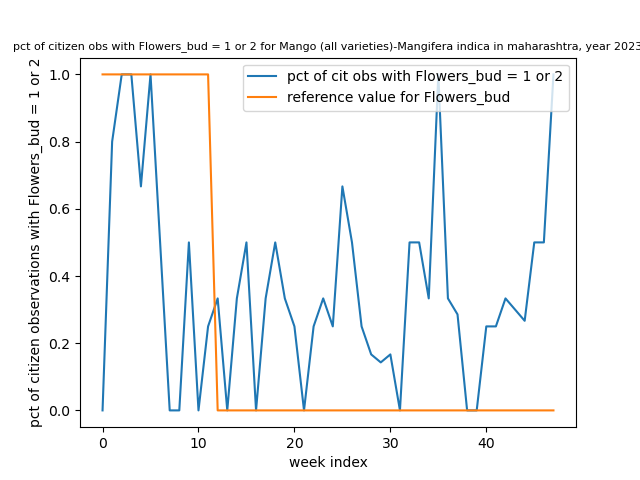 pct of citizen obs with Flowers_bud = 1 or 2 for Mango (all varieties)-Mangifera indica in maharashtra, year 2023
pct of cit obs with Flowers_bud = 1 or 2
reference value for Flowers_bud
pct of citizen observations with Flowers_bud = 1 or 2
1.0
0.8
0.6
0.4
0.2
0.0
0 10 20 30 40
week index